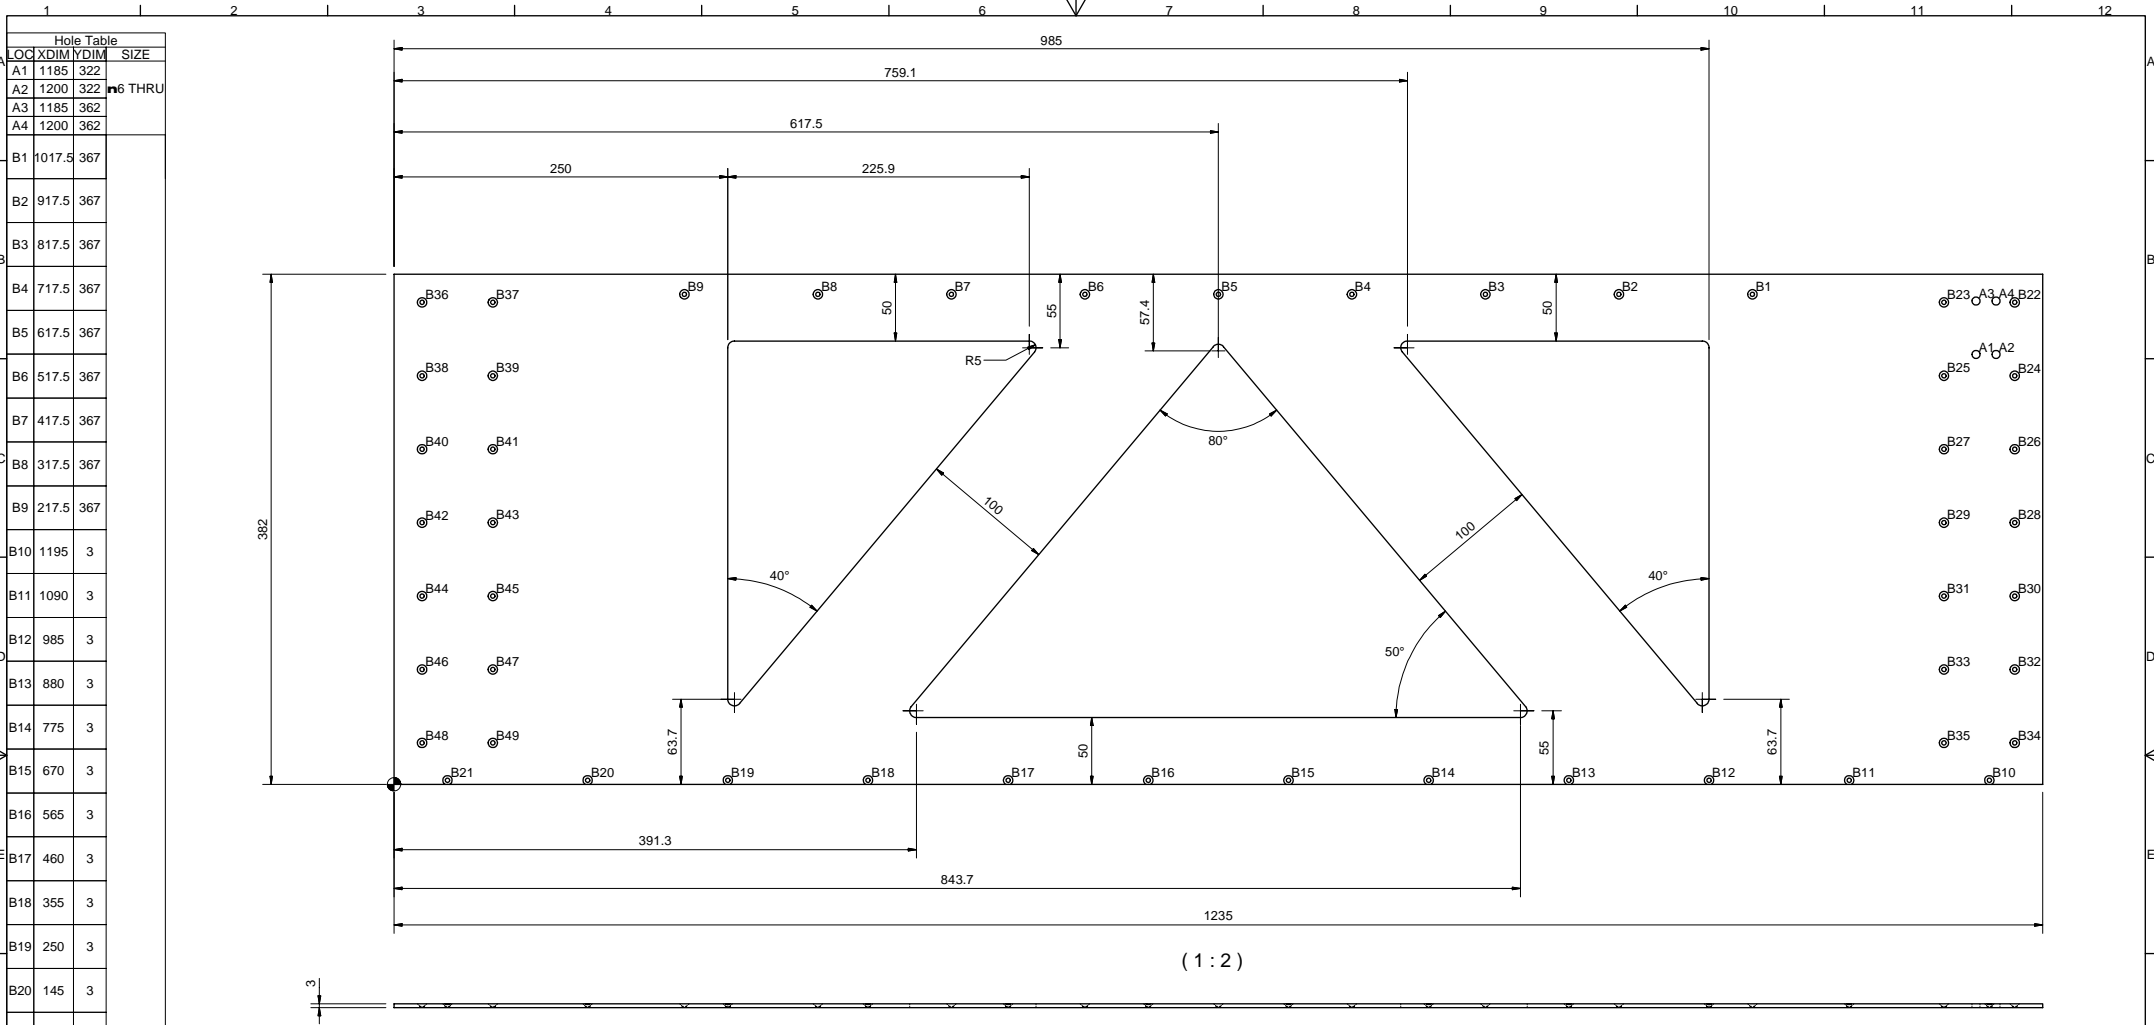 1 2 3 4 5 6 7 8 9 10 11 12
Hole Table
LOC XDIM YDIM SIZE
A1 1185 322
A2 1200 322 n6 THRU
A3 1185 362
A4 1200 362
B1 1017.5 367
B2 917.5 367
B3 817.5 367
B4 717.5 367
B5 617.5 367
B6 517.5 367
B7 417.5 367
B8 317.5 367
B9 217.5 367
B10 1195 3
B11 1090 3
B12 985 3
B13 880 3
B14 775 3
B15 670 3
B16 565 3
B17 460 3
B18 355 3
B19 250 3
B20 145 3
A
B
C
D
E
985
759.1
617.5
250 225.9
B36 B37 B9 B8 B7 B6 B5 B4 B3 B2 B1 B23 A3 A4 B22
50 55 57.4 50
R5
A1 A2
B38 B39 B25 B24
80°
B40 B41 B27 B26
100 100
B42 B43 B29 B28
382
40° 40°
B44 B45 B31 B30
50°
B46 B47 B33 B32
63.7 50 55 63.7
B48 B49 B35 B34
B21 B20 B19 B18 B17 B16 B15 B14 B13 B12 B11 B10
391.3
843.7
1235
( 1 : 2 )
3
A
B
C
D
E